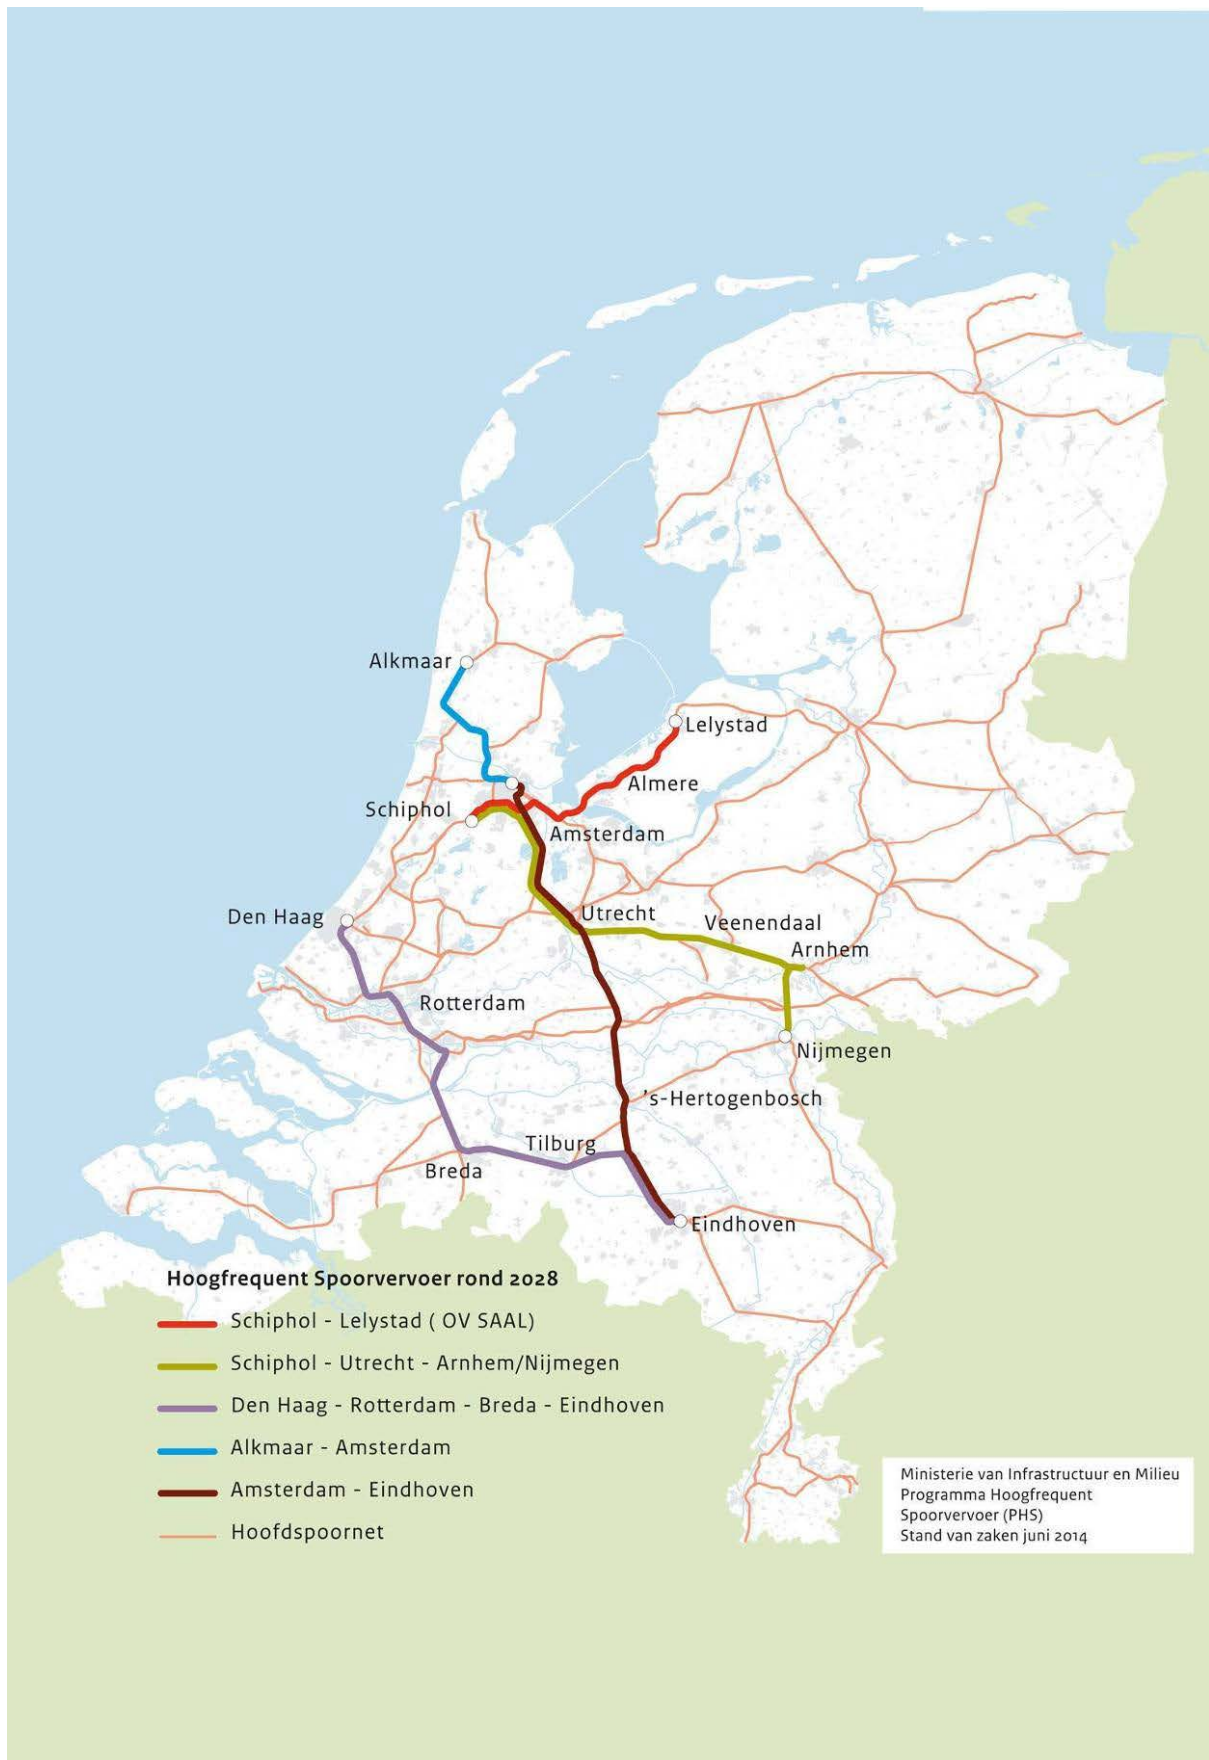 Alkmaar
Lelystad
Almere
Schiphol
Amsterdam
Den Haag
Utrecht
Veenendaal
Arnhem
Rotterdam
Nijmegen
's-Hertogenbosch
Tilburg
Breda
Eindhoven
Hoogfrequent Spoorvervoer rond 2028
Schiphol - Lelystad ( OV SAAL)
Schiphol - Utrecht - Arnhem/Nijmegen
Den Haag - Rotterdam - Breda - Eindhoven
Alkmaar - Amsterdam
Amsterdam - Eindhoven
Hoofdspoornet
Ministerie van Infrastructuur en Milieu
Programma Hoogfrequent
Spoorvervoer (PHS)
Stand van zaken juni 2014